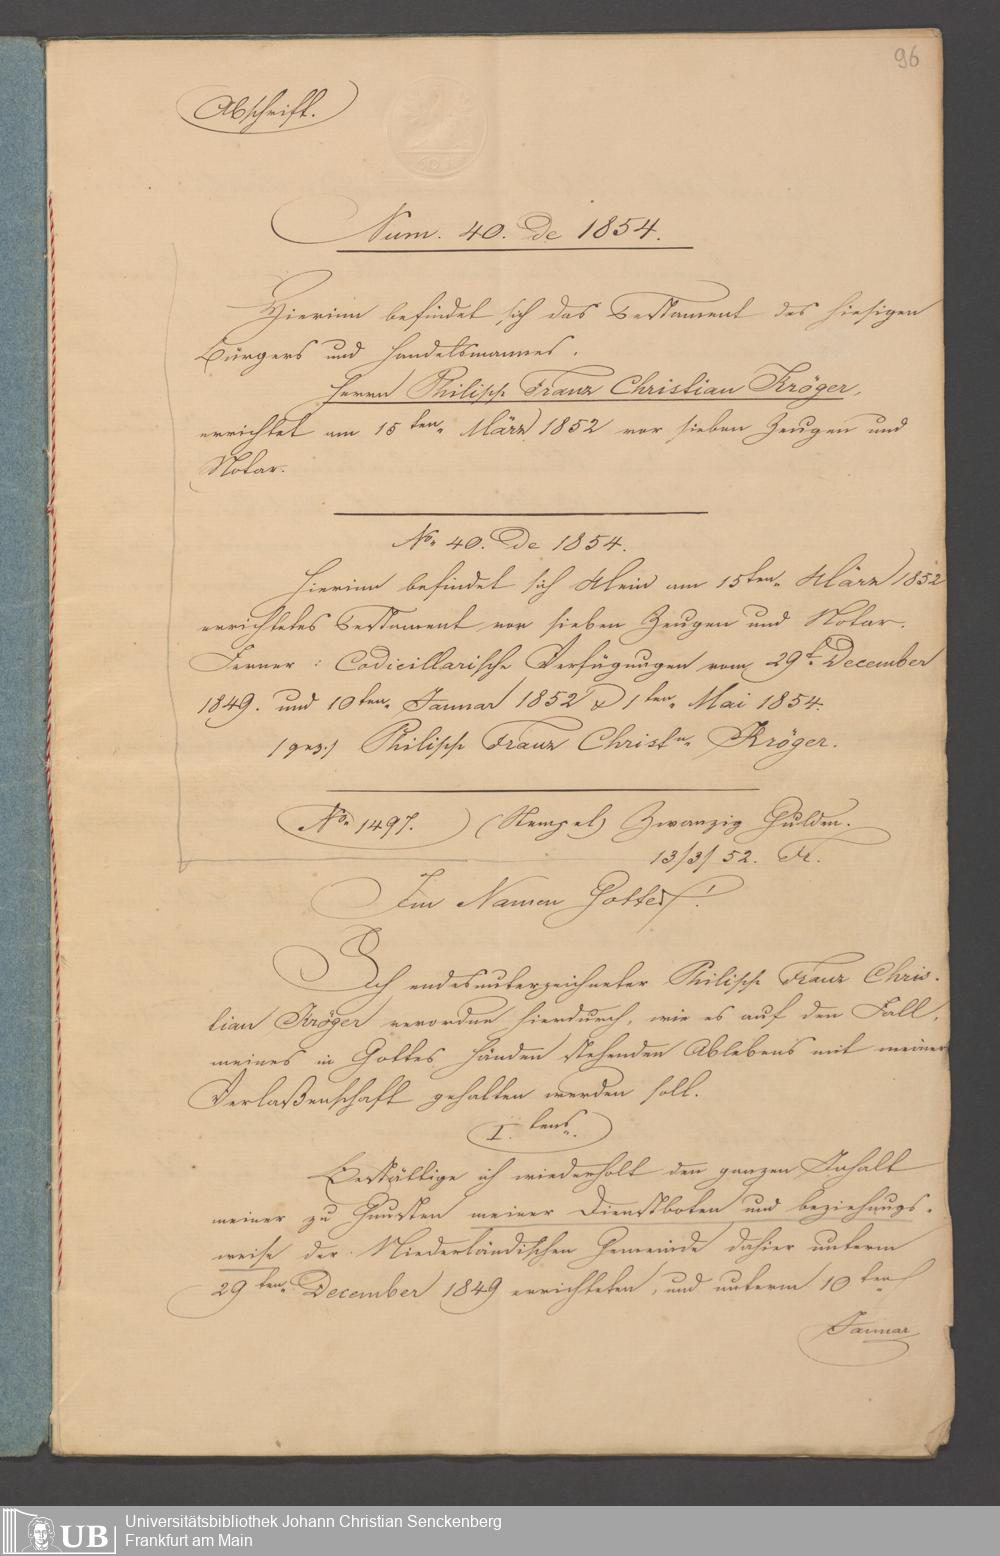 96
Abschrift.
Num. 40. De 1854.
Hierinn befindet sich das Testament des hiesigen
Bürgers und Handelsmannes.
Herrn Philipp Franz Christian Kröger,
errichtet am 15ten. März 1852 vor sieben Zeugen und
Notar.
No. 40. De 1854.
Hierinn befindet sich Mein am 15ten. März 1852
errichtetes Testament vor sieben Zeugen und Notar.
Ferner: Codicillarische Verfügungen vom 29t. December
1849. und 10ten. Januar 1852 & 1ten. Mai 1854.
/gez./ Philipp Franz Christn. Kröger.
No. 1497. (Stempel) Zwanzig Gulden.
13/3/52. Fr.
Im Namen Gottes!
Ich endesunterzeichneter Philipp Franz Chris-
tian Kröger verordne hierdurch, wie es auf den Fall,
meines in Gottes Händen stehenden Ablebens mit meiner
Verlaßenschaft gehalten werden soll.
I.tens.
Bestättige ich wiederholt den ganzen Inhalt
meiner zu Gunsten meiner Dienstboten und beziehungs-
weise der Niederländischen Gemeinde dahier unterm
29ten. December 1849 errichteten, und unterm 10ten
Januar
UB
Universitätsbibliothek Johann Christian Senckenberg
Frankfurt am Main